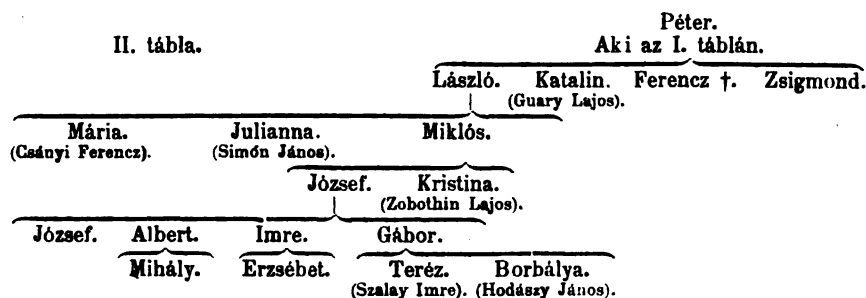 Péter.
II. tábla. Aki az I. táblán.
László. Katalin. Ferencz †. Zsigmond.
(Guary Lajos).
Mária. Julianna. Miklós.
(Csányi Ferencz). (Simón János).
József. Kristina.
(Zobothin Lajos).
József. Albert. Imre. Gábor.
Mihály. Erzsébet. Teréz. Borbálya.
(Szalay Imre). (Hodászy János).